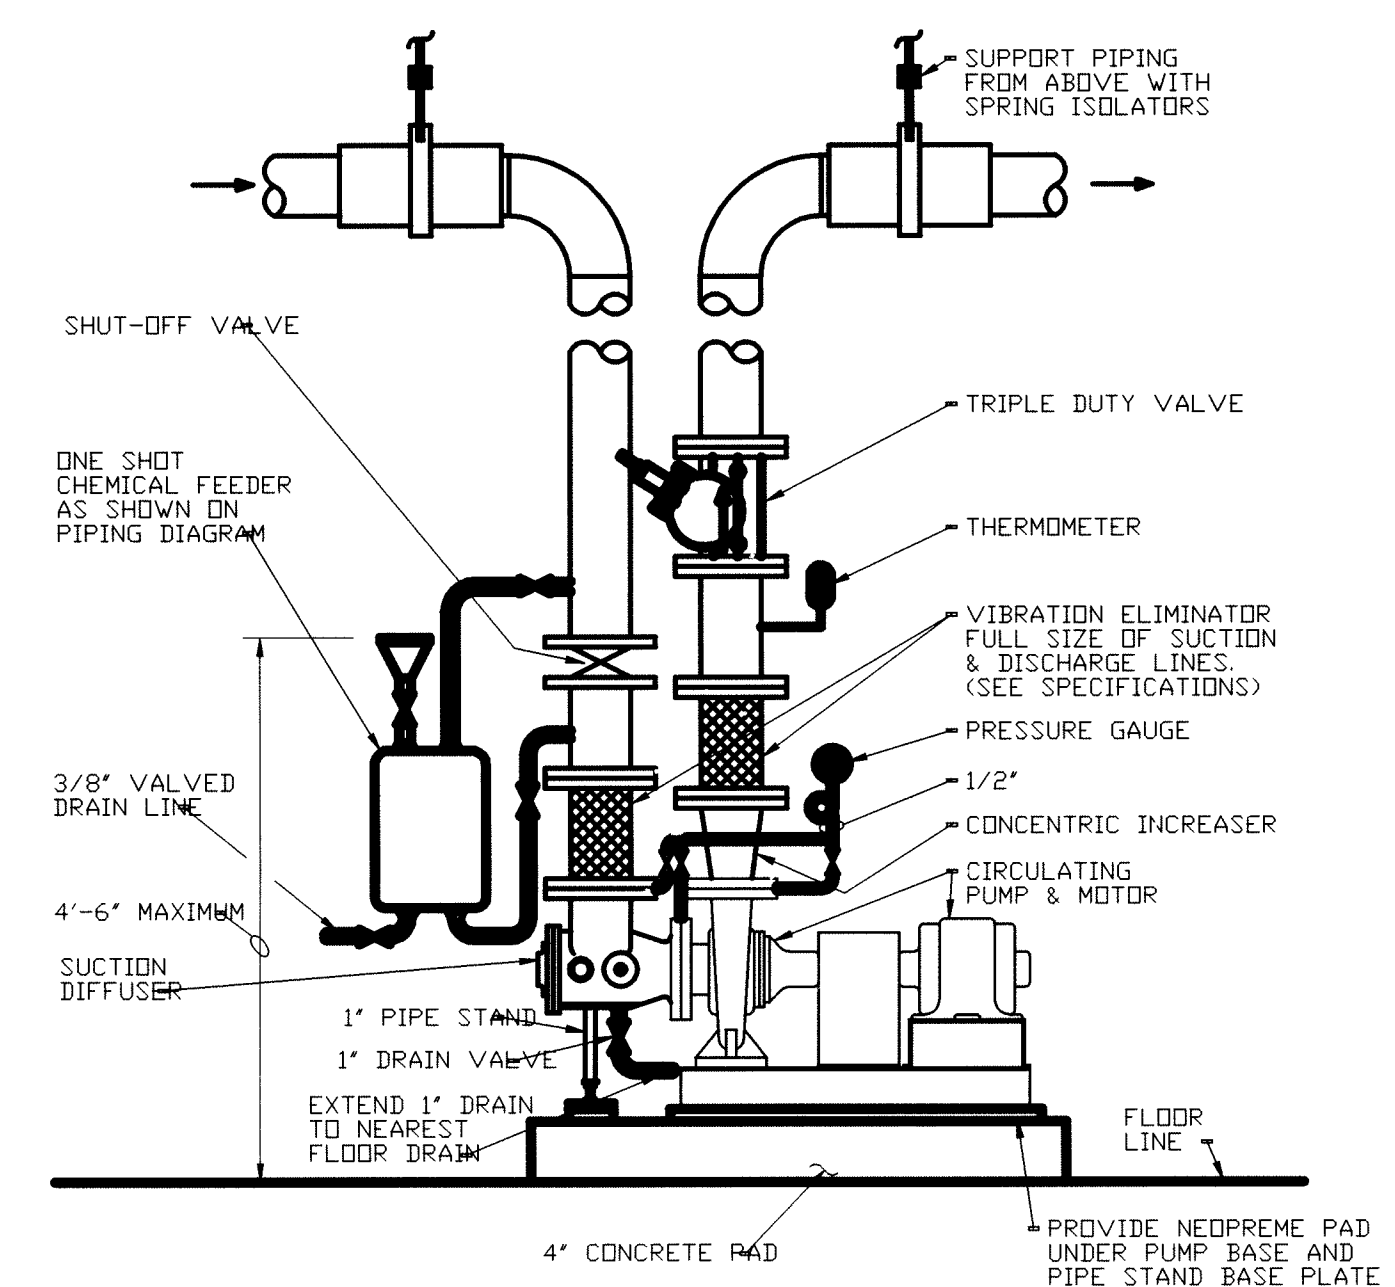 SUPPORT PIPING
FROM ABOVE WITH
SPRING ISOLATORS
SHUT-OFF VALVE
TRIPLE DUTY VALVE
ONE SHOT
CHEMICAL FEEDER
AS SHOWN ON
PIPING DIAGRAM
THERMOMETER
VIBRATION ELIMINATOR
FULL SIZE OF SUCTION
& DISCHARGE LINES.
(SEE SPECIFICATIONS)
PRESSURE GAUGE
3/8" VALVED
DRAIN LINE
1/2"
CONCENTRIC INCREASER
CIRCULATING
PUMP & MOTOR
4'-6" MAXIMUM
SUCTION
DIFFUSER
1" PIPE STAND
1" DRAIN VALVE
EXTEND 1" DRAIN
TO NEAREST
FLOOR DRAIN
FLOOR
LINE
4" CONCRETE PAD
PROVIDE NEOPREME PAD
UNDER PUMP BASE AND
PIPE STAND BASE PLATE